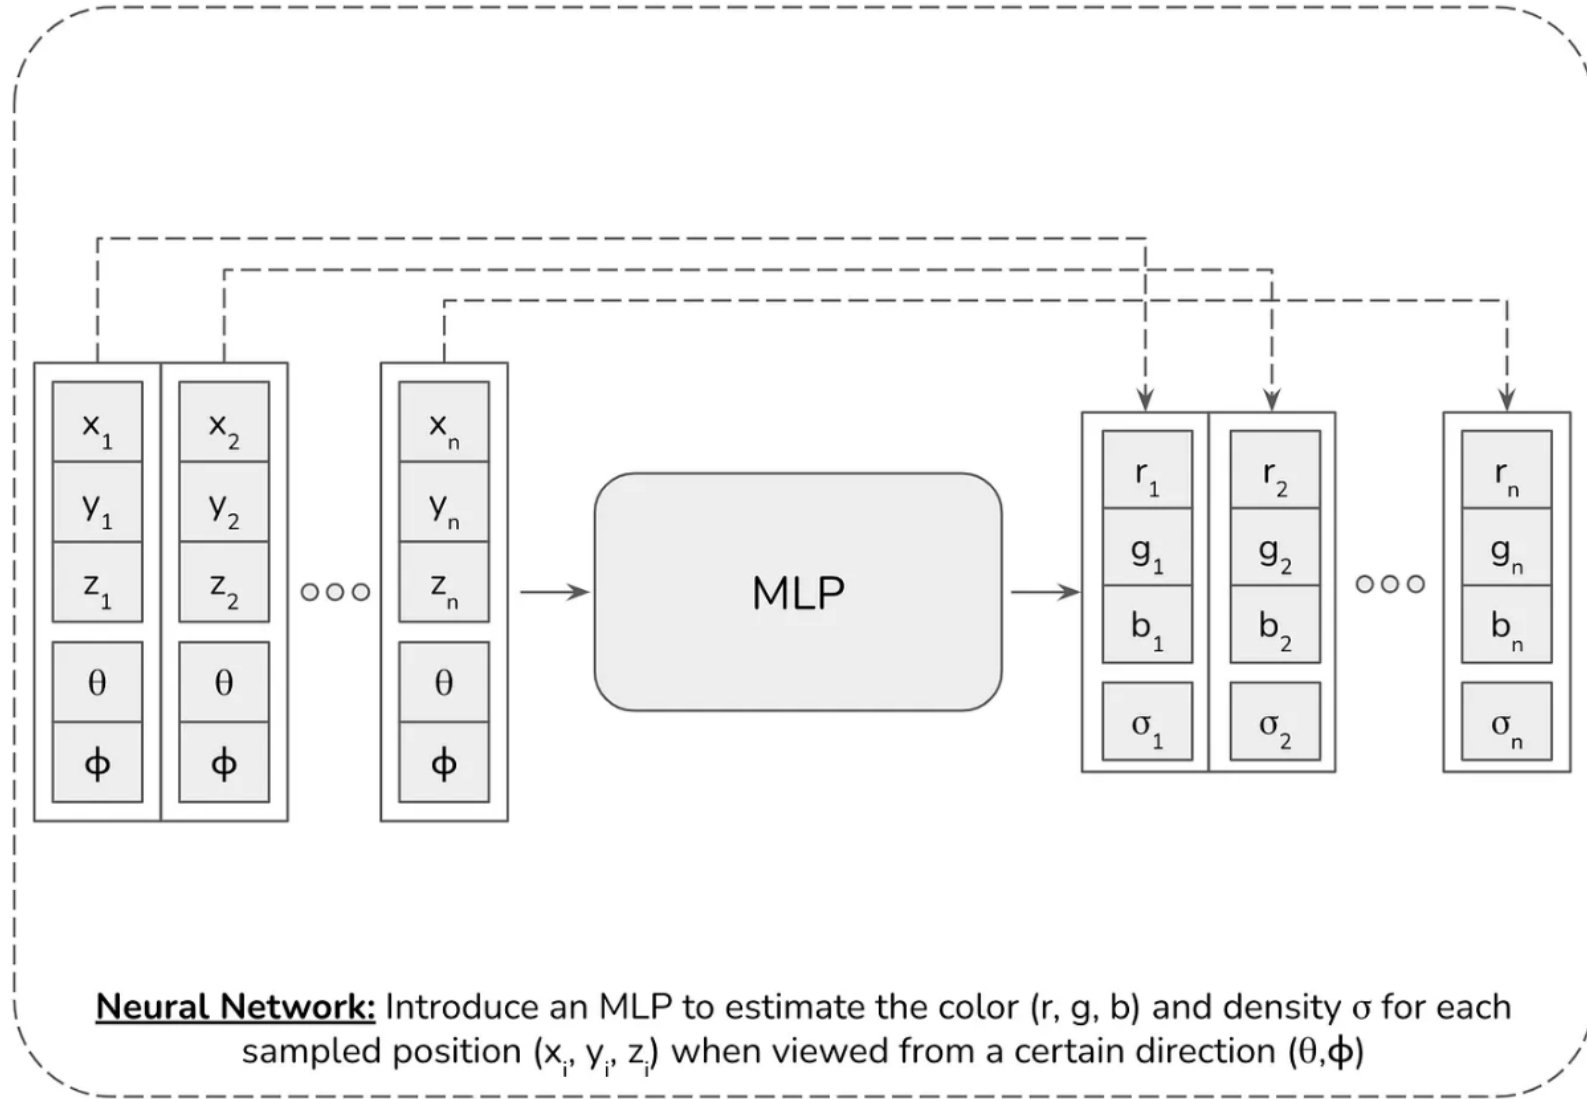 x1 x2 xn
y1 y2 yn
z1 z2 zn
θ θ θ
ϕ ϕ ϕ
MLP
r1 r2 rn
g1 g2 gn
b1 b2 bn
σ1 σ2 σn
Neural Network: Introduce an MLP to estimate the color (r, g, b) and density σ for each
sampled position (xi, yi, zi) when viewed from a certain direction (θ,ϕ)